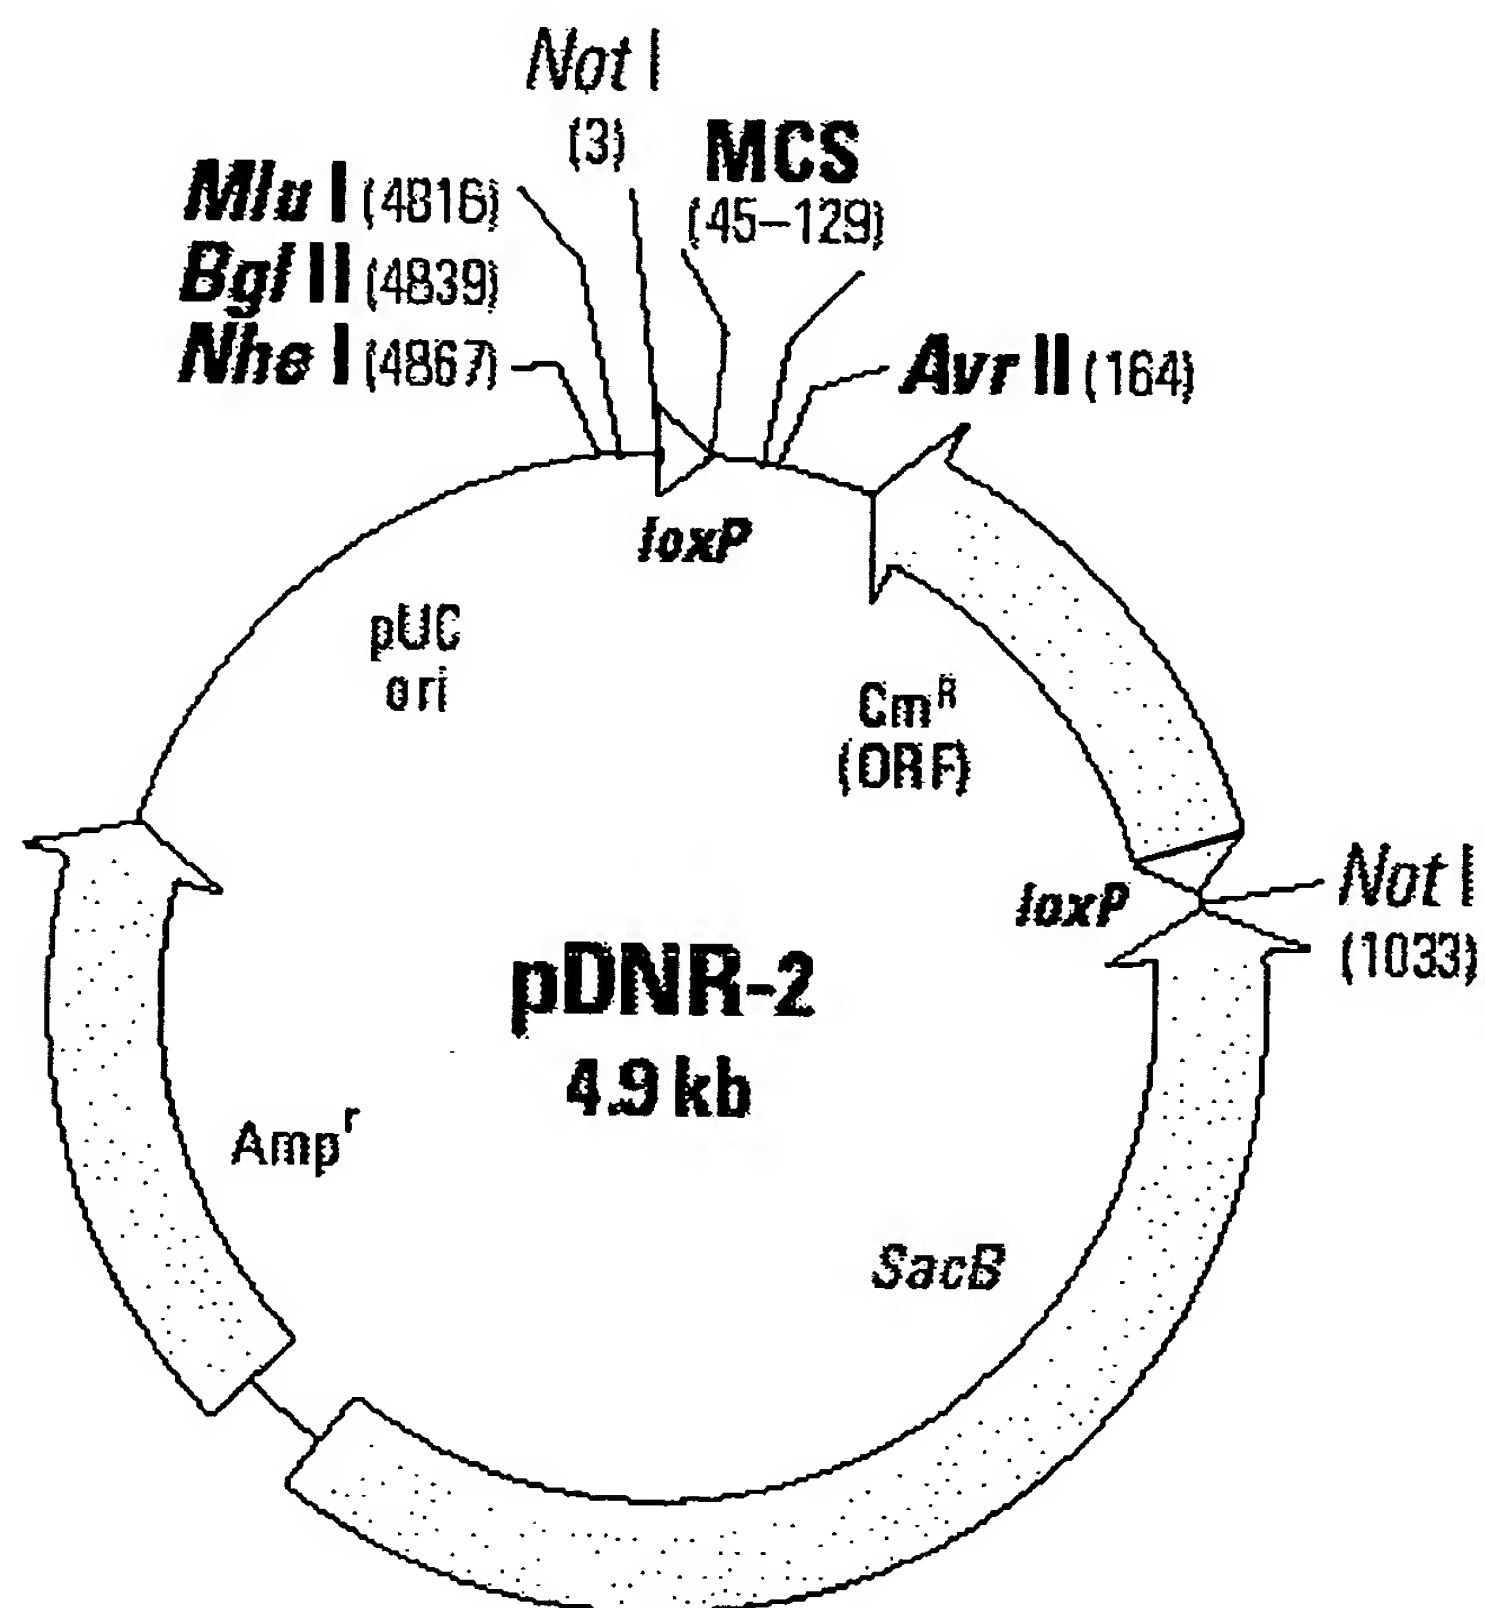 Not I
(3)
MCS
(45–129)
Mlu I (4816)
Bgl II (4839)
Nhe I (4867)
Avr II (164)
loxP
pUC
ori
Cm^R
(ORF)
loxP
Not I
(1033)
pDNR-2
4.9 kb
Amp^r
SacB